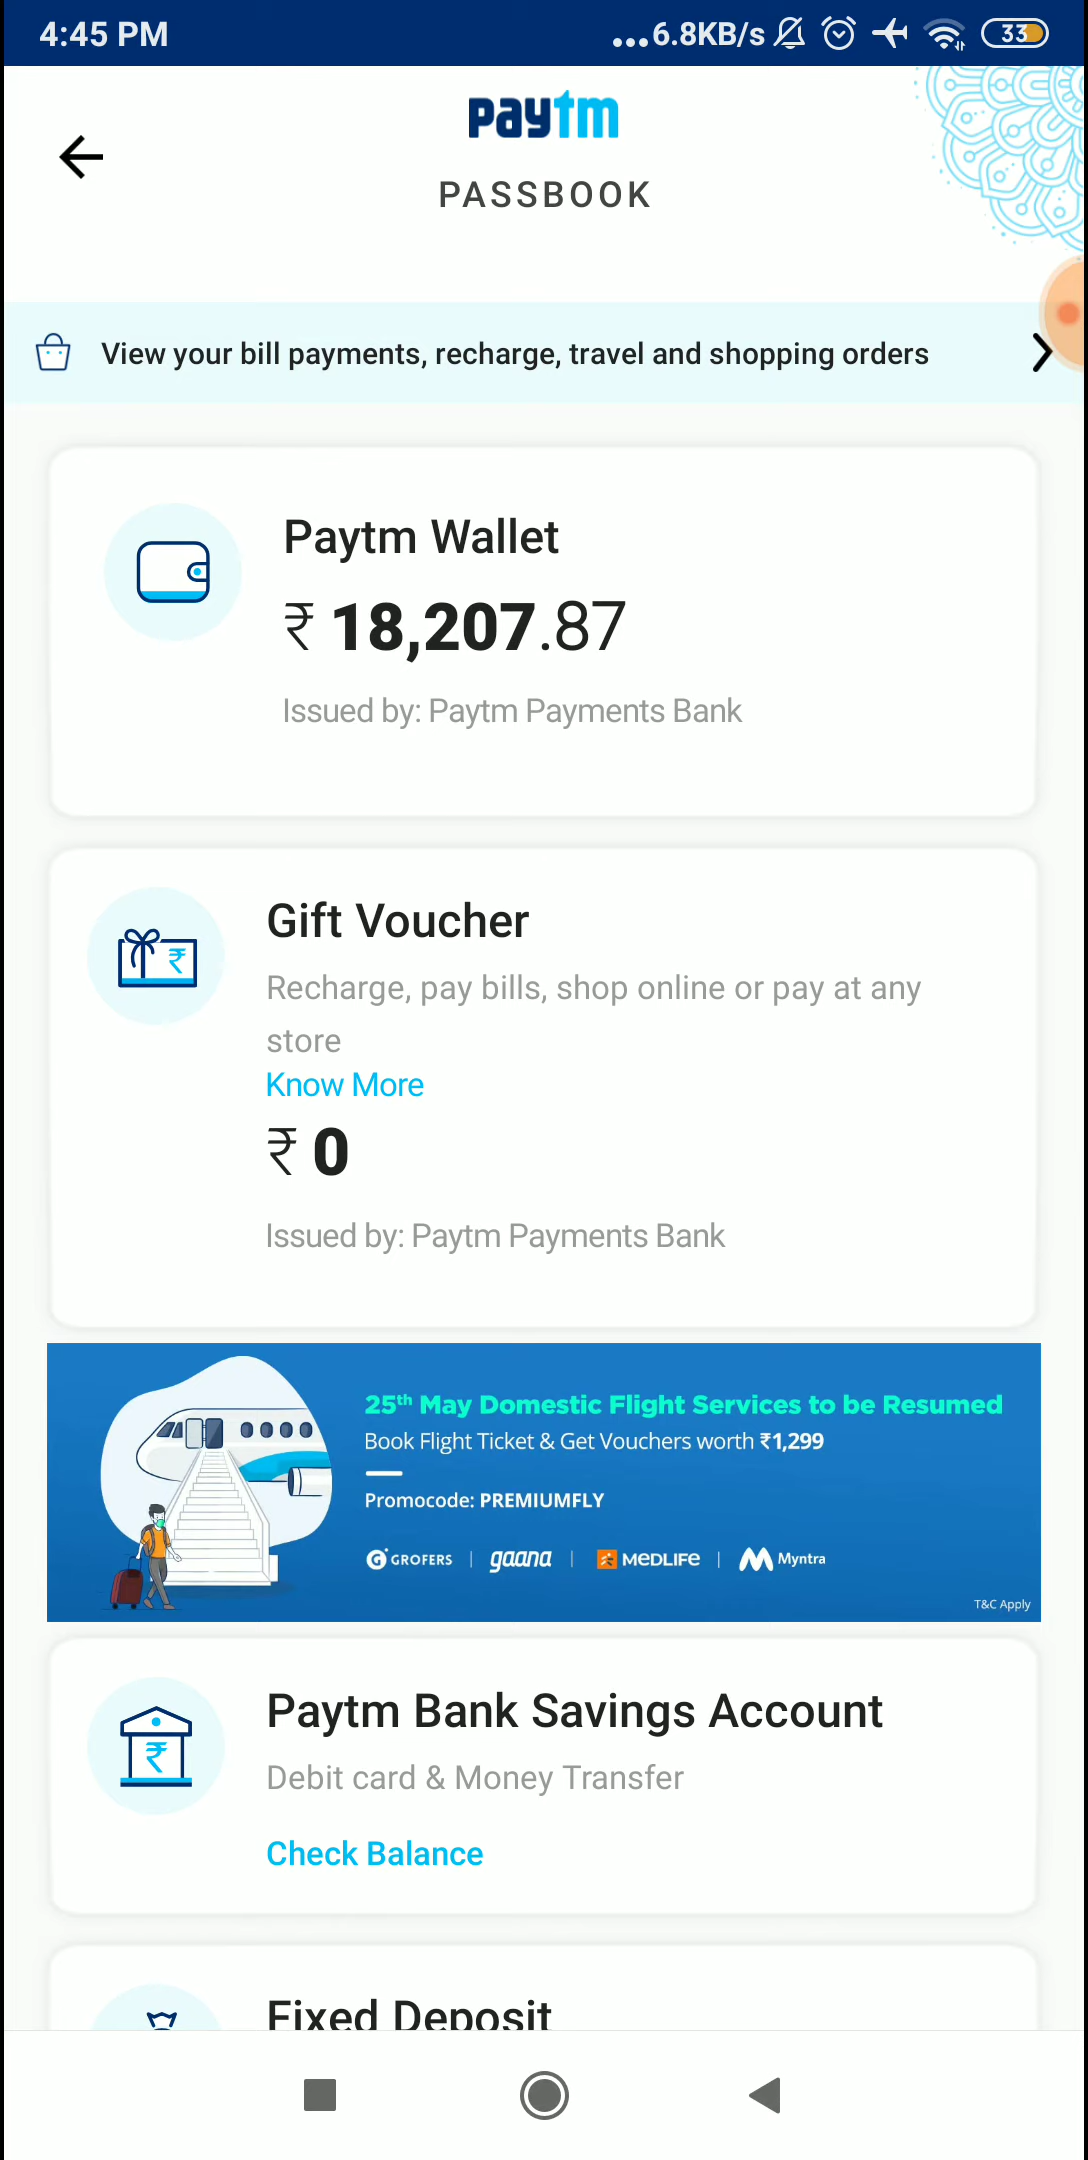 4:45 PM
...6.8KB/s
33
paytm
PASSBOOK
View your bill payments, recharge, travel and shopping orders
Paytm Wallet
₹ 18,207.87
Issued by: Paytm Payments Bank
Gift Voucher
Recharge, pay bills, shop online or pay at any
store
Know More
₹ 0
Issued by: Paytm Payments Bank
25th May Domestic Flight Services to be Resumed
Book Flight Ticket & Get Vouchers worth ₹1,299
Promocode: PREMIUMFLY
GROFERS | gaana | MEDLIFE | Myntra
T&C Apply
Paytm Bank Savings Account
Debit card & Money Transfer
Check Balance
Fixed Deposit